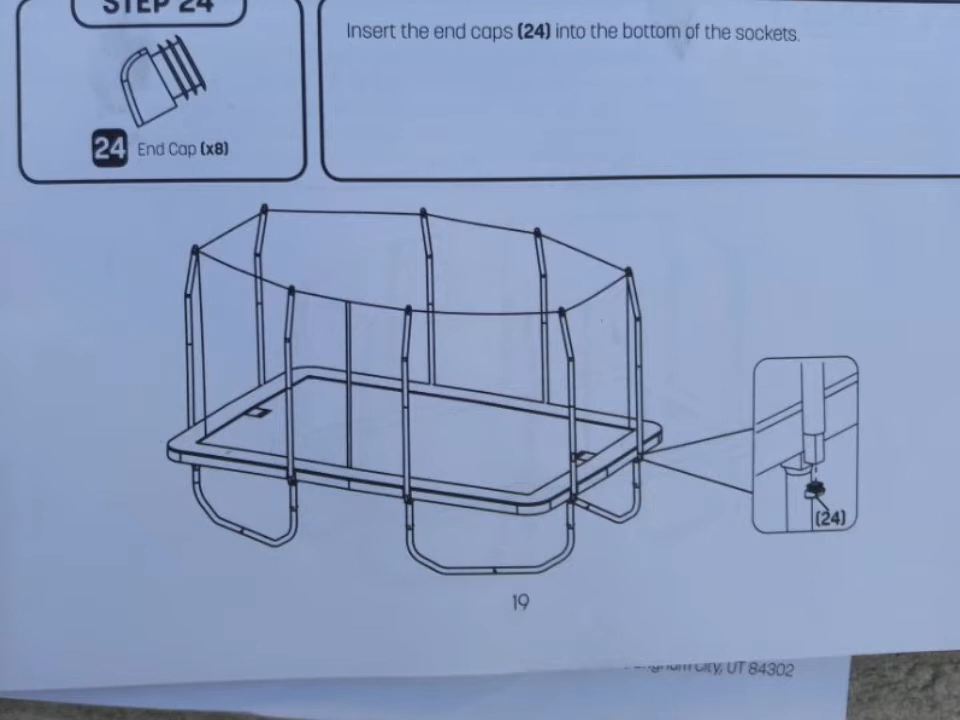 STEP 24
Insert the end caps (24) into the bottom of the sockets.
24 End Cap (x8)
(24)
19
City, UT 84302